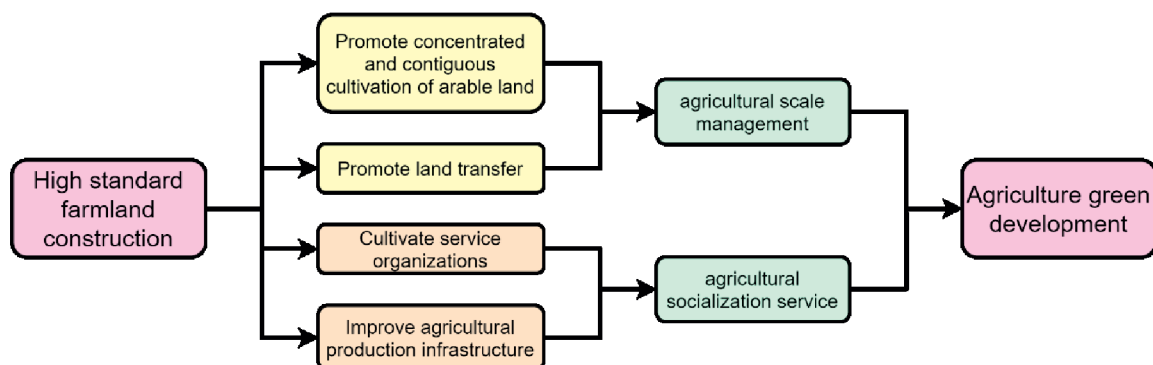 High standard
farmland
construction
Promote concentrated
and contiguous
cultivation of arable land
Promote land transfer
Cultivate service
organizations
Improve agricultural
production infrastructure
agricultural scale
management
agricultural
socialization service
Agriculture green
development